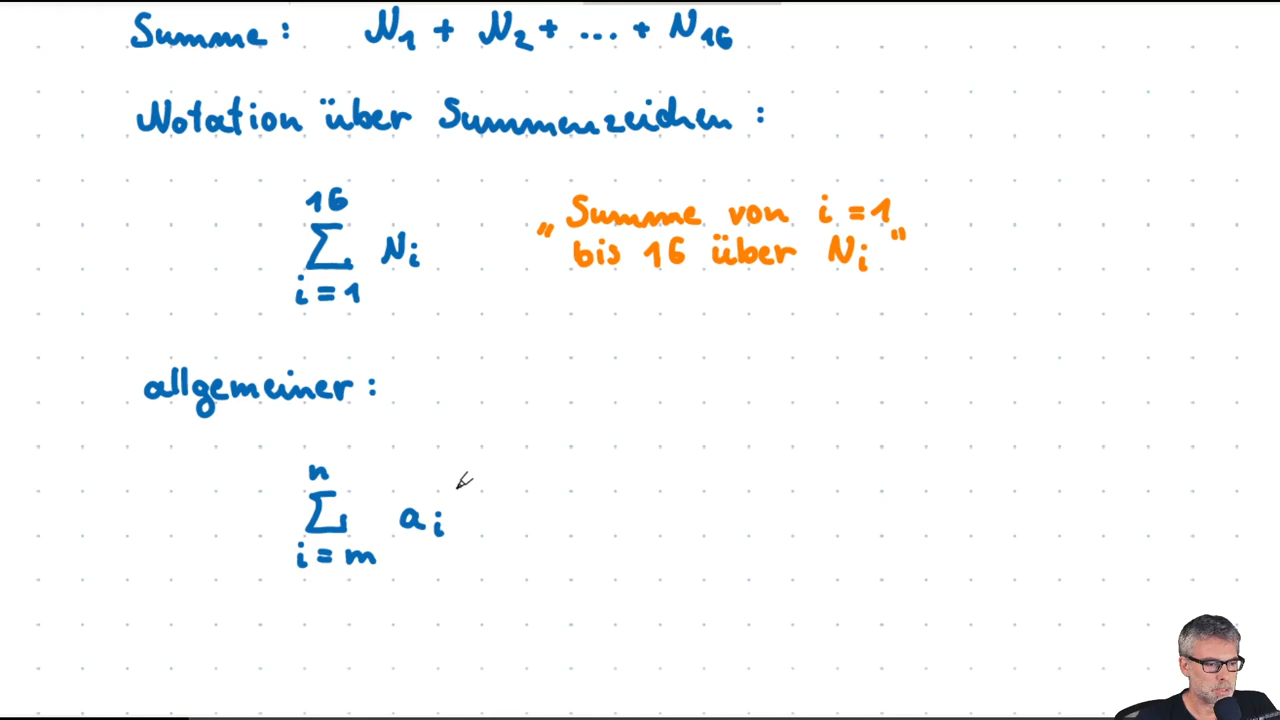 Summe: N₁ + N₂ + ... + N₁₆
Notation über Summenzeichen:
16
∑ Nᵢ
i = 1
„Summe von i = 1
bis 16 über Nᵢ"
allgemeiner:
n
∑ aᵢ
i = m